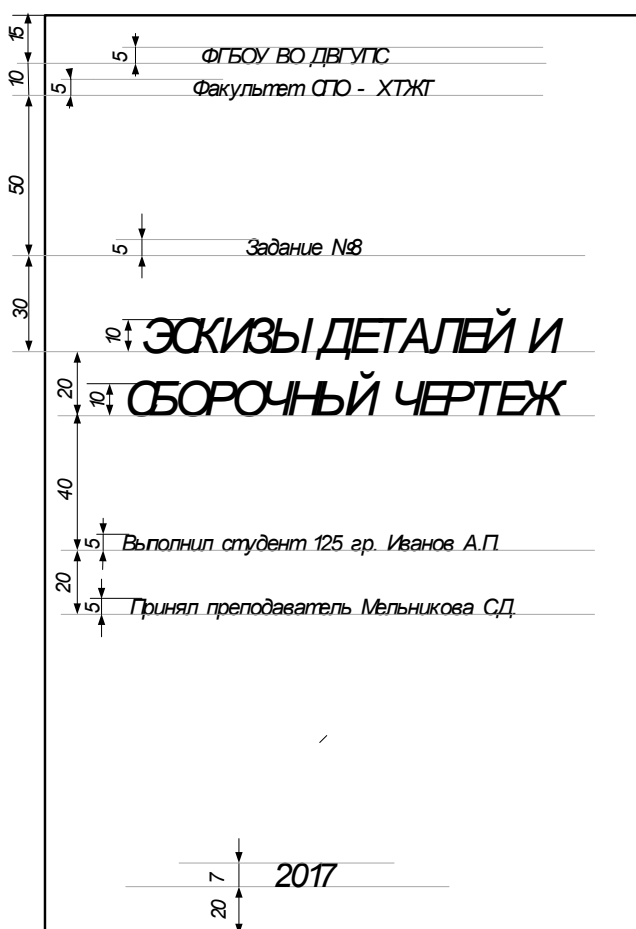 15
5 ФГБОУ ВО ДВГУПС
10 5 Факультет СПО - ХТЖТ
50
5 Задание №8
30
10 ЭСКИЗЫ ДЕТАЛЕЙ И
20
10 СБОРОЧНЫЙ ЧЕРТЕЖ
40
5 Выполнил студент 125 гр. Иванов А.П.
20
5 Принял преподаватель Мельникова С.Д.
7 2017
20